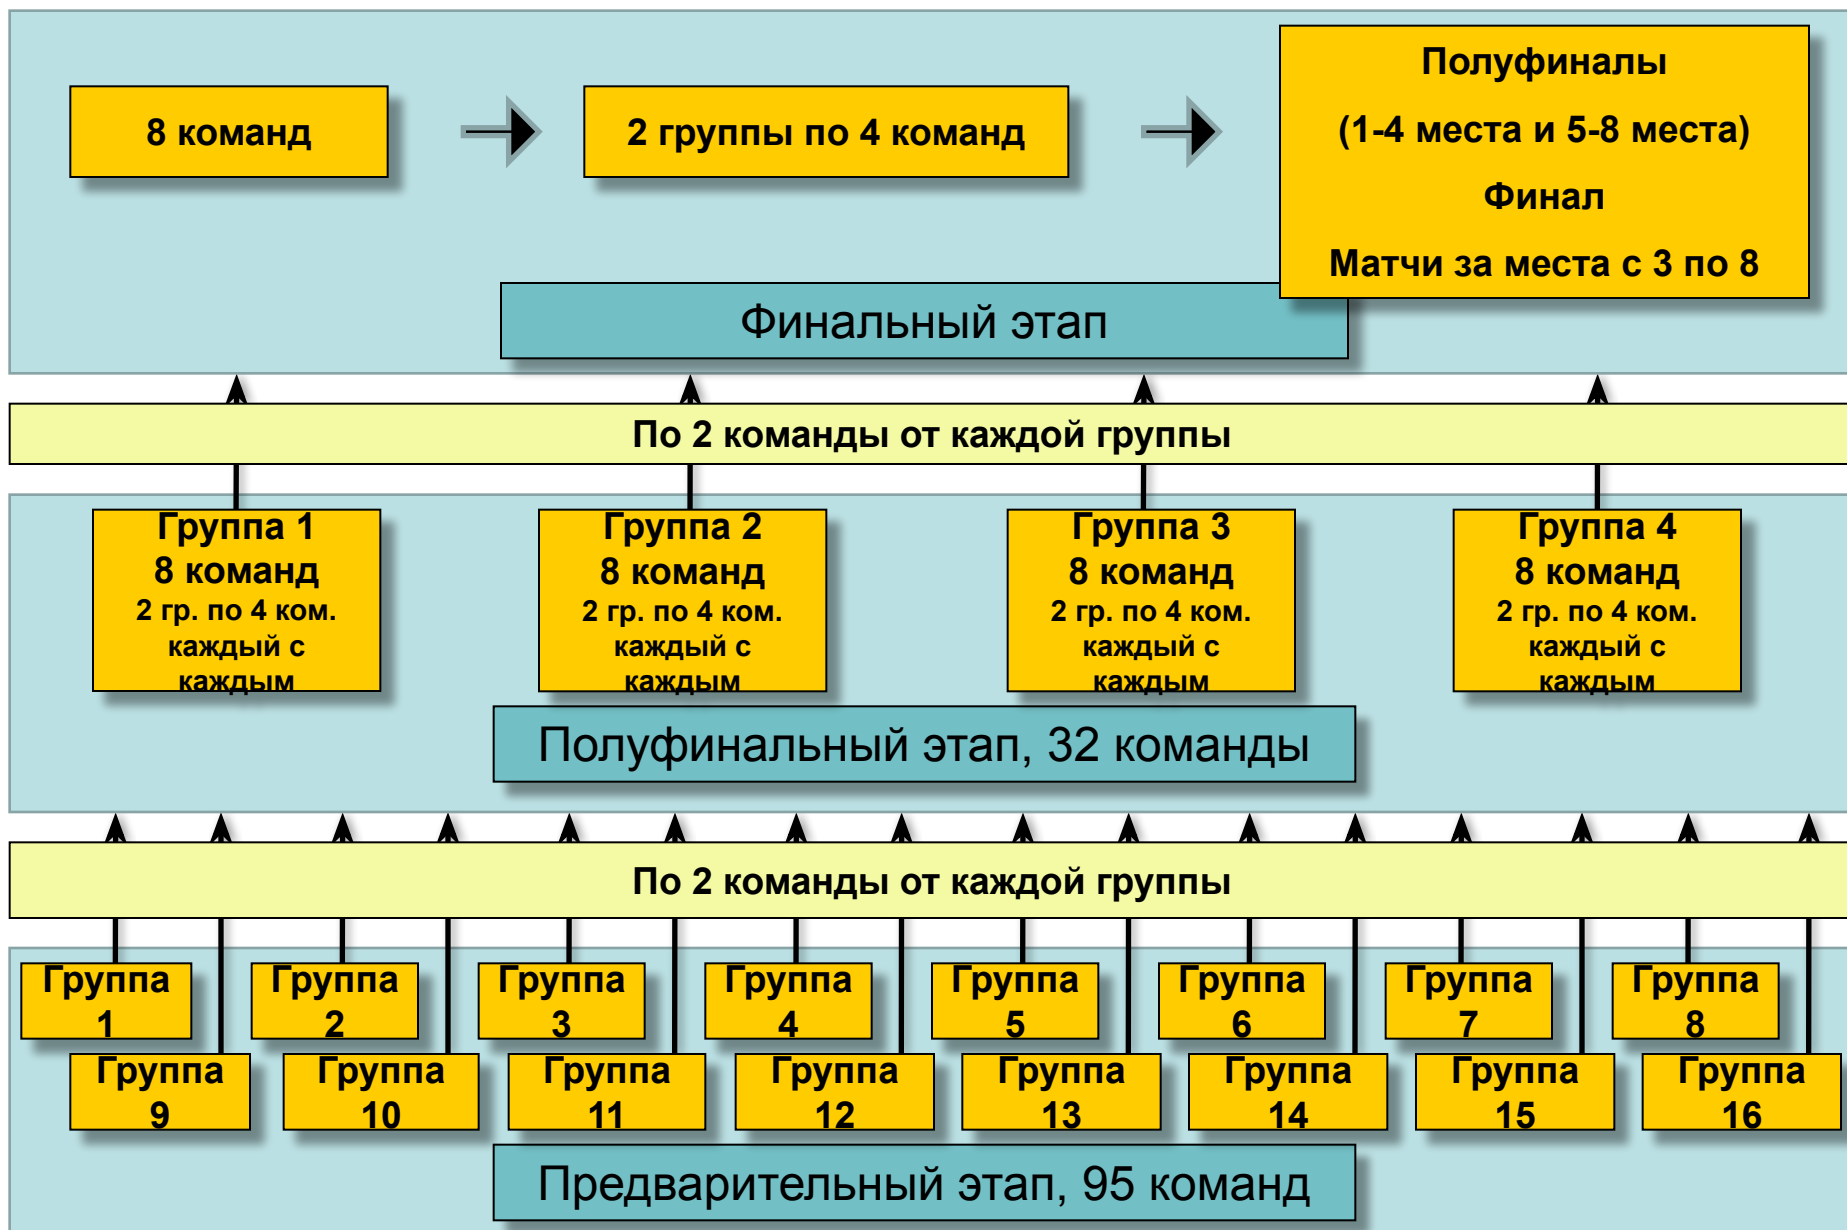 8 команд
2 группы по 4 команд
Полуфиналы
(1-4 места и 5-8 места)
Финал
Матчи за места с 3 по 8
Финальный этап
По 2 команды от каждой группы
Группа 1
8 команд
2 гр. по 4 ком.
каждый с
каждым
Группа 2
8 команд
2 гр. по 4 ком.
каждый с
каждым
Группа 3
8 команд
2 гр. по 4 ком.
каждый с
каждым
Группа 4
8 команд
2 гр. по 4 ком.
каждый с
каждым
Полуфинальный этап, 32 команды
По 2 команды от каждой группы
Группа
1
Группа
2
Группа
3
Группа
4
Группа
5
Группа
6
Группа
7
Группа
8
Группа
9
Группа
10
Группа
11
Группа
12
Группа
13
Группа
14
Группа
15
Группа
16
Предварительный этап, 95 команд